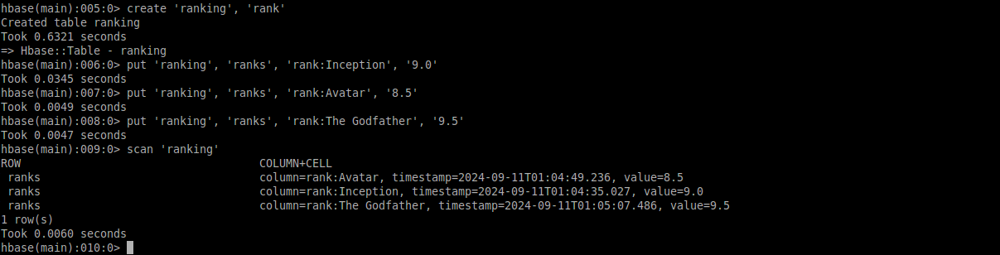 hbase(main):005:0> create 'ranking', 'rank'
Created table ranking
Took 0.6321 seconds
=> Hbase::Table - ranking
hbase(main):006:0> put 'ranking', 'ranks', 'rank:Inception', '9.0'
Took 0.0345 seconds
hbase(main):007:0> put 'ranking', 'ranks', 'rank:Avatar', '8.5'
Took 0.0049 seconds
hbase(main):008:0> put 'ranking', 'ranks', 'rank:The Godfather', '9.5'
Took 0.0047 seconds
hbase(main):009:0> scan 'ranking'
ROW COLUMN+CELL
ranks column=rank:Avatar, timestamp=2024-09-11T01:04:49.236, value=8.5
ranks column=rank:Inception, timestamp=2024-09-11T01:04:35.027, value=9.0
ranks column=rank:The Godfather, timestamp=2024-09-11T01:05:07.486, value=9.5
1 row(s)
Took 0.0060 seconds
hbase(main):010:0>